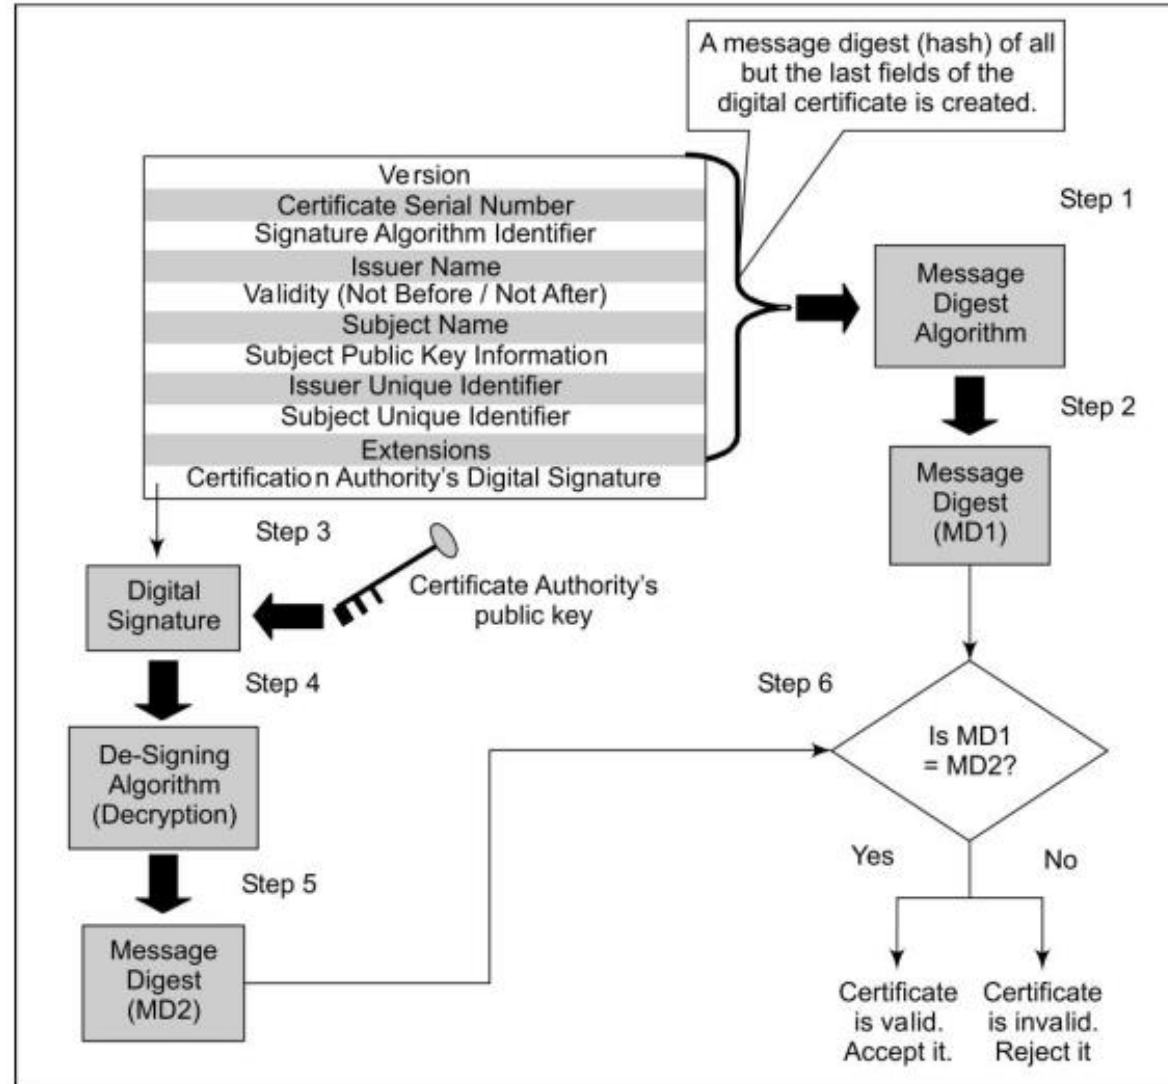 A message digest (hash) of all
but the last fields of the
digital certificate is created.
Version
Certificate Serial Number
Signature Algorithm Identifier
Issuer Name
Validity (Not Before / Not After)
Subject Name
Subject Public Key Information
Issuer Unique Identifier
Subject Unique Identifier
Extensions
Certification Authority's Digital Signature
Step 1
Message
Digest
Algorithm
Step 2
Message
Digest
(MD1)
Step 3
Digital
Signature
Certificate Authority's
public key
Step 4
De-Signing
Algorithm
(Decryption)
Step 5
Message
Digest
(MD2)
Step 6
Is MD1
= MD2?
Yes
No
Certificate
is valid.
Accept it.
Certificate
is invalid.
Reject it